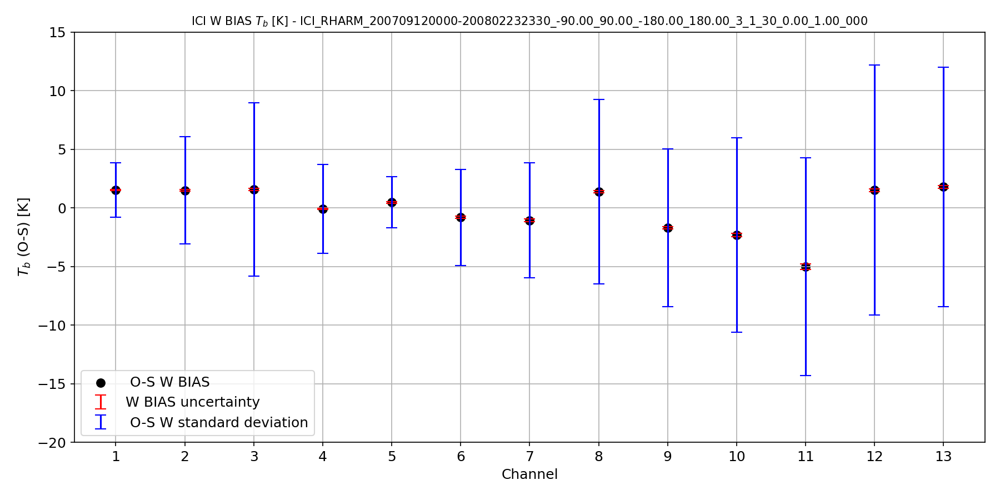 ICI W BIAS T_b [K] - ICI_RHARM_200709120000-200802232330_-90.00_90.00_-180.00_180.00_3_1_30_0.00_1.00_000
15
10
5
0
−5
−10
−15
−20
T_b (O-S) [K]
O-S W BIAS
W BIAS uncertainty
O-S W standard deviation
1 2 3 4 5 6 7 8 9 10 11 12 13
Channel